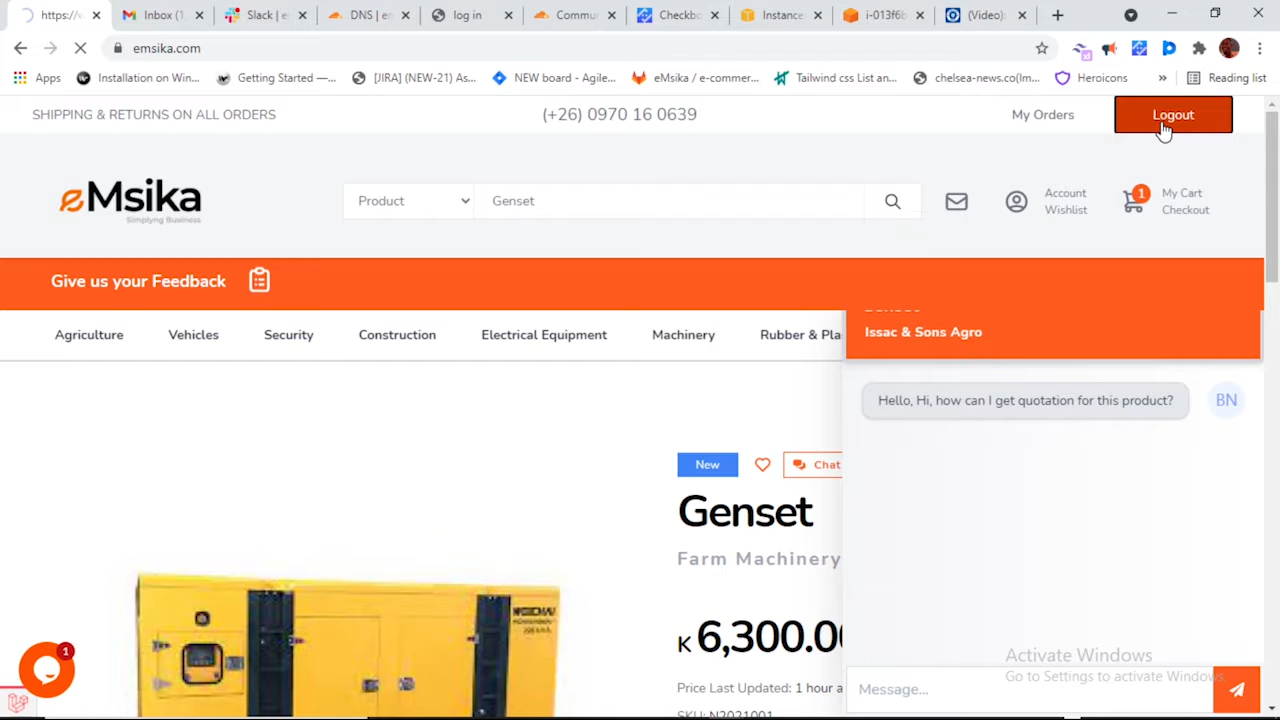 https://w
Inbox (1
Slack | e
DNS | em
log in
Commu
Checkbo
Instance
i-013f6b
(Video):
emsika.com
Apps
Installation on Win...
Getting Started —...
[JIRA] (NEW-21) As...
NEW board - Agile...
eMsika / e-commer...
Tailwind css List an...
chelsea-news.co(Im...
Heroicons
»
Reading list
SHIPPING & RETURNS ON ALL ORDERS
(+26) 0970 16 0639
My Orders
Logout
eMsika
Simplyng Business
Product
Genset
1
Account
Wishlist
My Cart
Checkout
Give us your Feedback
Agriculture
Vehicles
Security
Construction
Electrical Equipment
Machinery
Rubber & Pla
Issac & Sons Agro
Hello, Hi, how can I get quotation for this product?
BN
New
Chat
Genset
Farm Machinery
K 6,300.00
Price Last Updated: 1 hour a
SKU: N2021001
1
Activate Windows
Go to Settings to activate Windows.
Message...